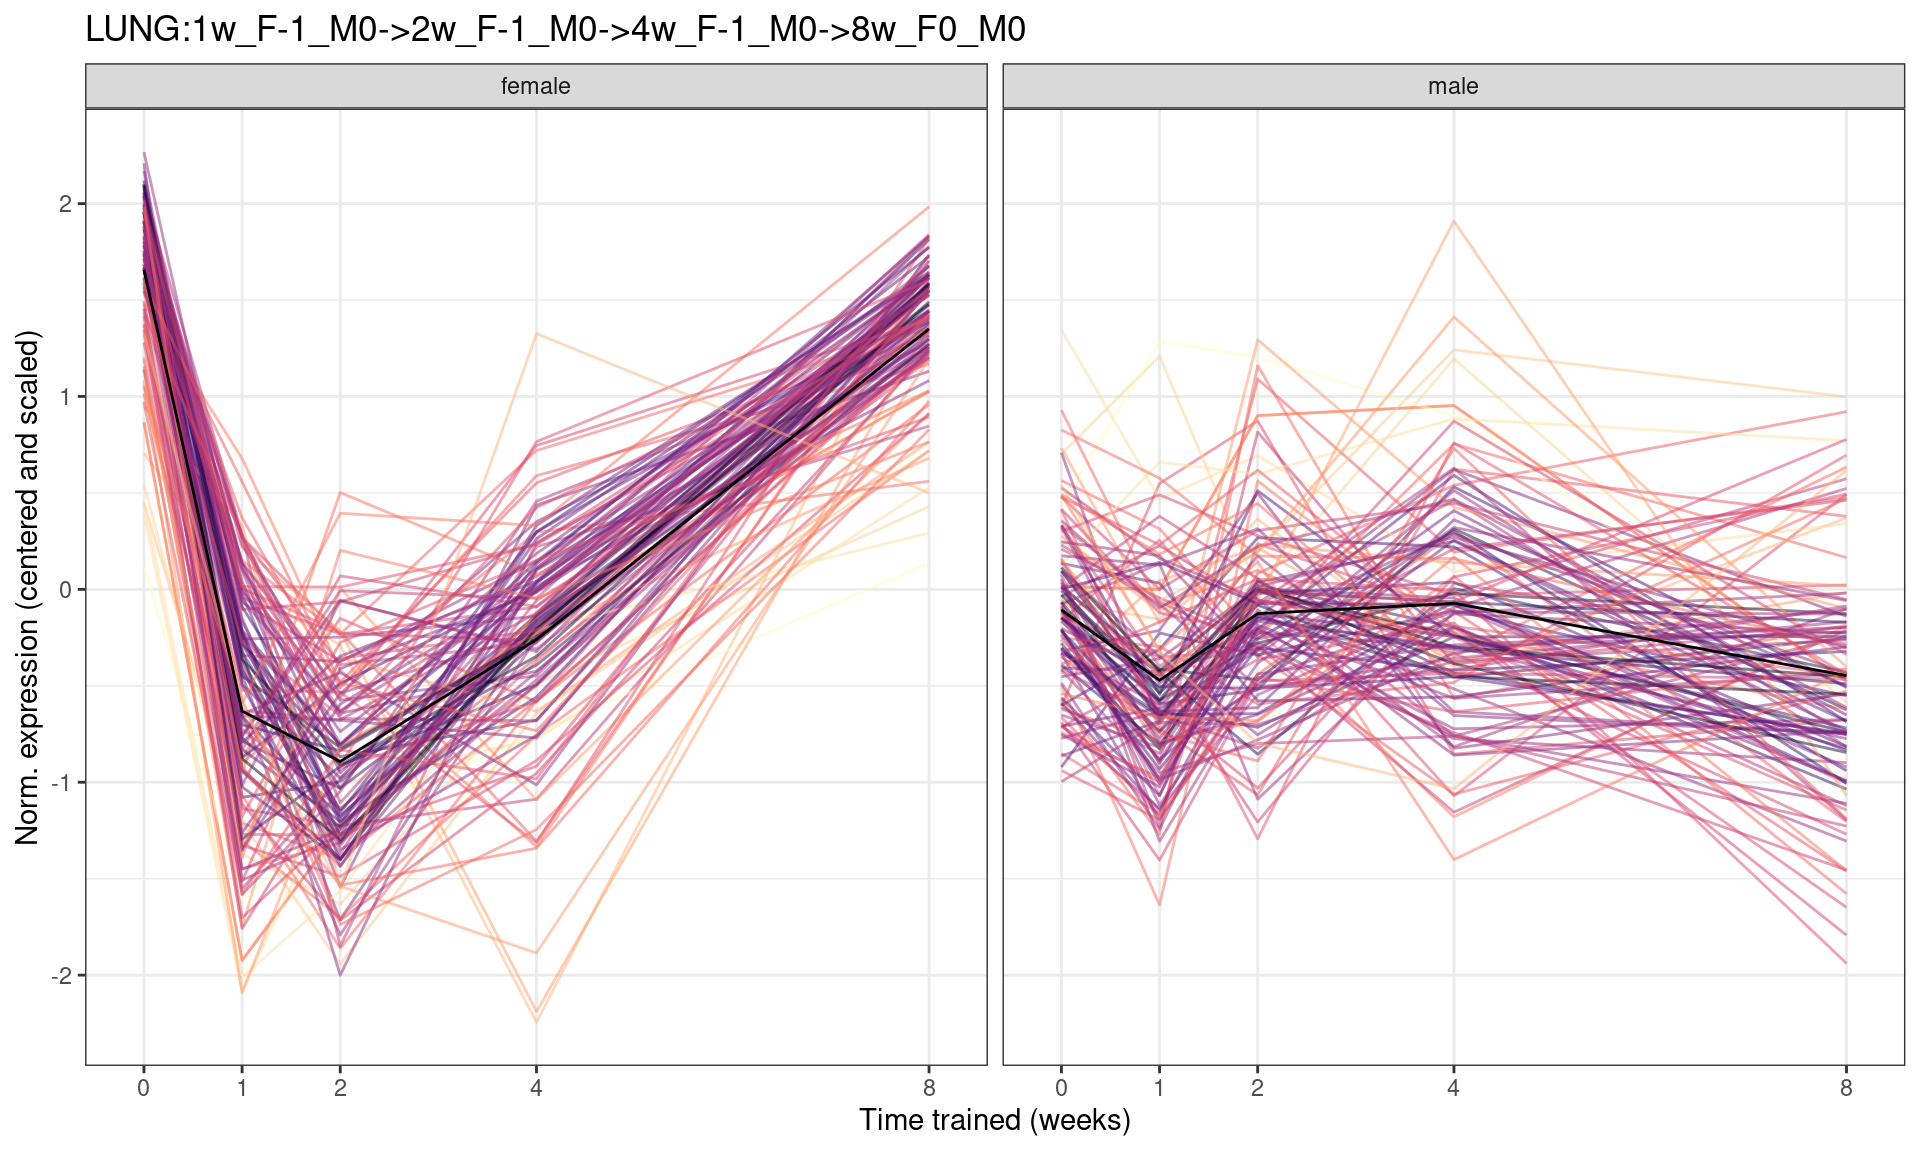 LUNG:1w_F-1_M0->2w_F-1_M0->4w_F-1_M0->8w_F0_M0
female
male
Norm. expression (centered and scaled)
2
1
0
-1
-2
0 1 2 4 8
0 1 2 4 8
Time trained (weeks)